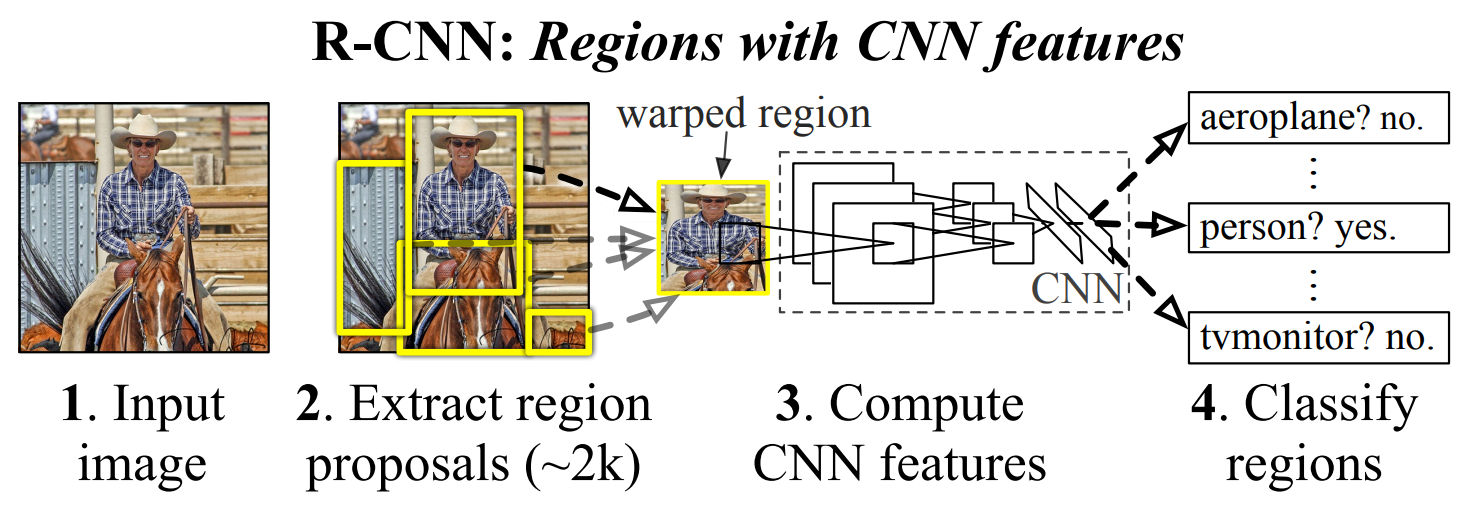 R-CNN: Regions with CNN features
warped region
aeroplane? no.
⋮
person? yes.
⋮
tvmonitor? no.
CNN
1. Input
image
2. Extract region
proposals (~2k)
3. Compute
CNN features
4. Classify
regions